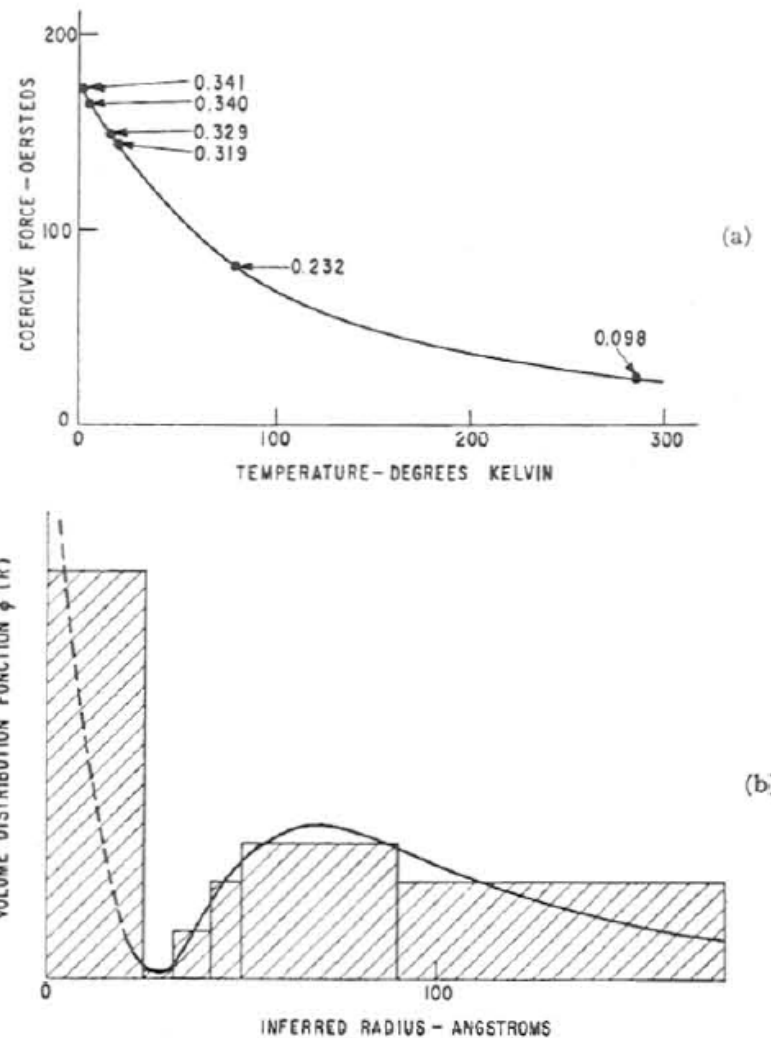 200
COERCIVE FORCE-OERSTEDS
0.341
0.340
0.329
0.319
100
(a)
0.232
0.098
0
0
100
200
300
TEMPERATURE-DEGREES KELVIN
VOLUME DISTRIBUTION FUNCTION φ (R)
(b)
0
100
INFERRED RADIUS - ANGSTROMS